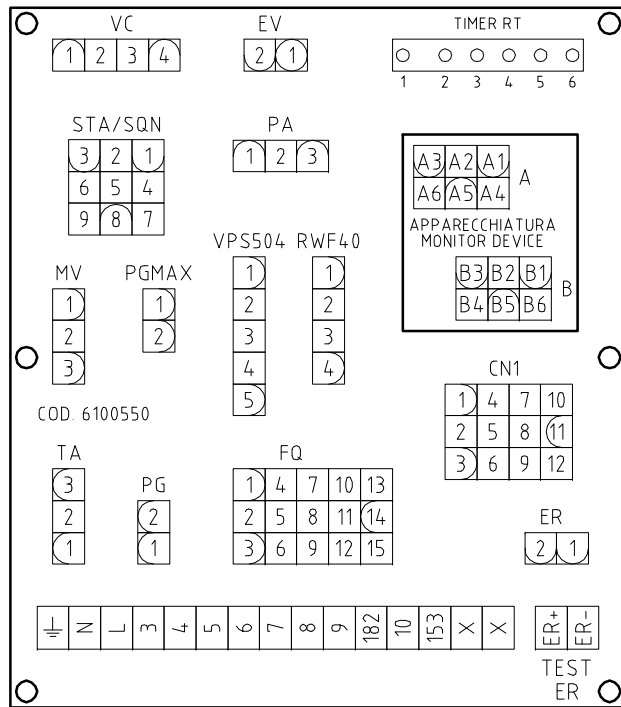 VC EV TIMER RT
1 2 3 4 2 1
1 2 3 4 5 6
STA/SQN PA
3 2 1 1 2 3
6 5 4
9 8 7
A3 A2 A1
A6 A5 A4 A
APPARECCHIATURA
MONITOR DEVICE
B3 B2 B1
B4 B5 B6 B
VPS504 RWF40
1 1
2 2
3 3
4 4
5
MV PGMAX
1 1
2 2
3
CN1
1 4 7 10
2 5 8 11
3 6 9 12
COD. 6100550
TA PG FQ
3 2 1 4 7 10 13
2 1 2 5 8 11 14
1 3 6 9 12 15
ER
2 1
N L 3 4 5 6 7 8 9 182 10 153 X X ER+ ER-
TEST
ER